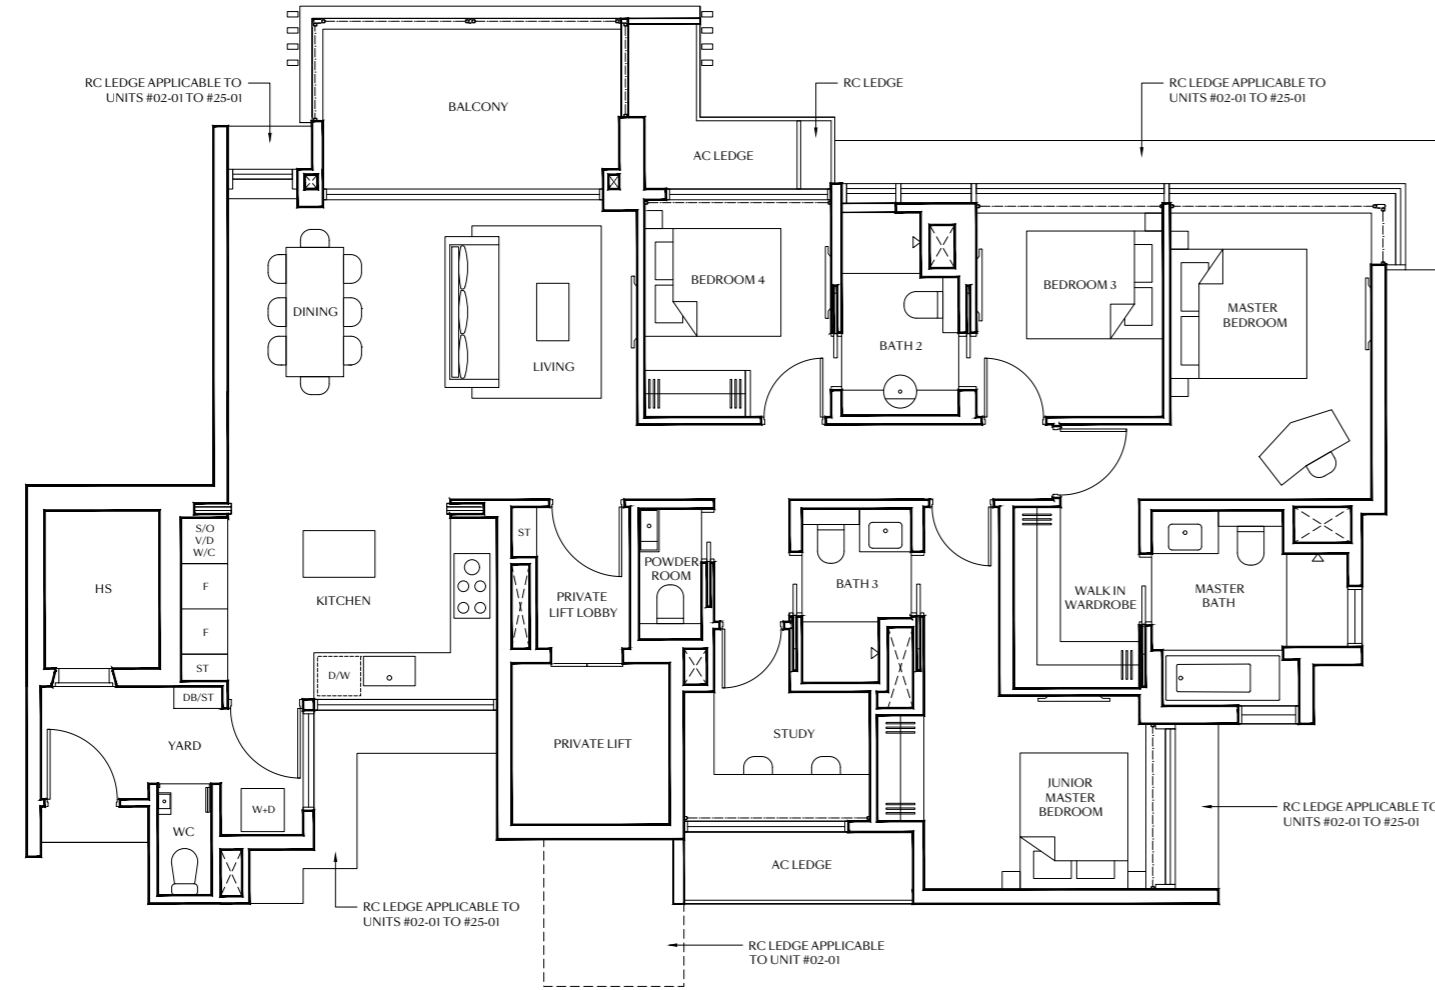 RC LEDGE APPLICABLE TO
UNITS #02-01 TO #25-01
BALCONY
RC LEDGE
RC LEDGE APPLICABLE TO
UNITS #02-01 TO #25-01
AC LEDGE
DINING
LIVING
BEDROOM 4
BATH 2
BEDROOM 3
MASTER
BEDROOM
S/O
V/D
W/C
F
F
ST
HS
KITCHEN
D/W
DB/ST
YARD
W+D
WC
ST
PRIVATE
LIFT LOBBY
POWDER
ROOM
BATH 3
WALK IN
WARDROBE
MASTER
BATH
PRIVATE LIFT
STUDY
JUNIOR
MASTER
BEDROOM
AC LEDGE
RC LEDGE APPLICABLE TO
UNITS #02-01 TO #25-01
RC LEDGE APPLICABLE TO
UNITS #02-01 TO #25-01
RC LEDGE APPLICABLE
TO UNIT #02-01